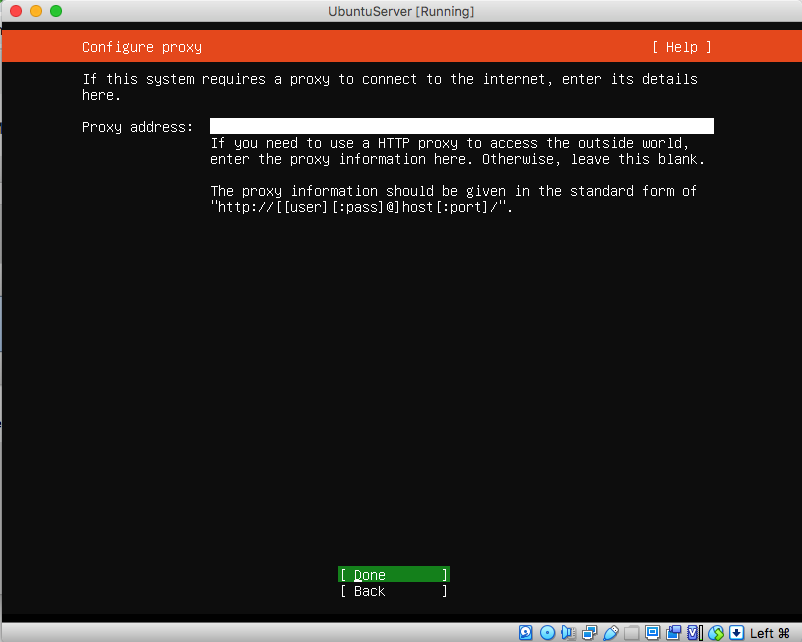 UbuntuServer [Running]
Configure proxy [ Help ]
If this system requires a proxy to connect to the internet, enter its details
here.
Proxy address:
If you need to use a HTTP proxy to access the outside world,
enter the proxy information here. Otherwise, leave this blank.
The proxy information should be given in the standard form of
"http://[[user][:pass]@]host[:port]/".
[ Done ]
[ Back ]
Left ⌘